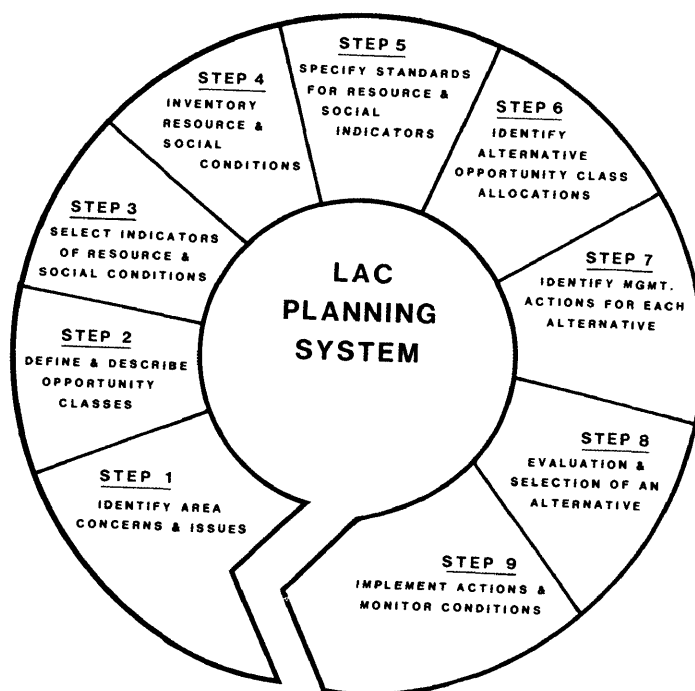 LAC
PLANNING
SYSTEM
STEP 1
IDENTIFY AREA
CONCERNS & ISSUES
STEP 2
DEFINE & DESCRIBE
OPPORTUNITY
CLASSES
STEP 3
SELECT INDICATORS
OF RESOURCE &
SOCIAL CONDITIONS
STEP 4
INVENTORY
RESOURCE &
SOCIAL
CONDITIONS
STEP 5
SPECIFY STANDARDS
FOR RESOURCE &
SOCIAL
INDICATORS
STEP 6
IDENTIFY
ALTERNATIVE
OPPORTUNITY CLASS
ALLOCATIONS
STEP 7
IDENTIFY MGMT.
ACTIONS FOR EACH
ALTERNATIVE
STEP 8
EVALUATION &
SELECTION OF AN
ALTERNATIVE
STEP 9
IMPLEMENT ACTIONS &
MONITOR CONDITIONS